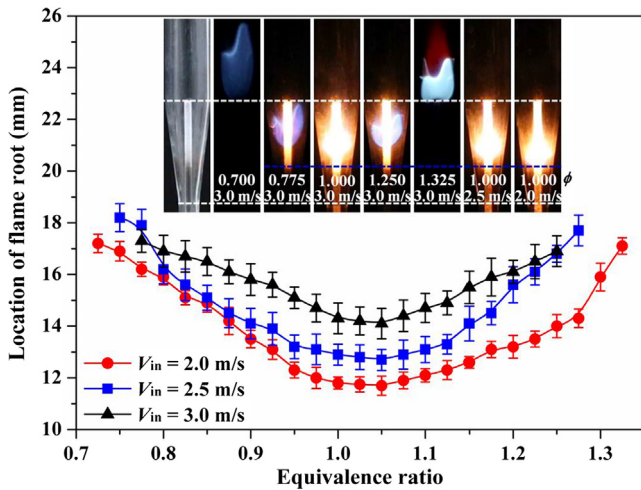 26
24
22
20
18
16
14
12
10
Location of flame root (mm)
0.700 0.775 1.000 1.250 1.325 1.000 1.000 ϕ
3.0 m/s 3.0 m/s 3.0 m/s 3.0 m/s 3.0 m/s 2.5 m/s 2.0 m/s
Vin = 2.0 m/s
Vin = 2.5 m/s
Vin = 3.0 m/s
0.7 0.8 0.9 1.0 1.1 1.2 1.3
Equivalence ratio